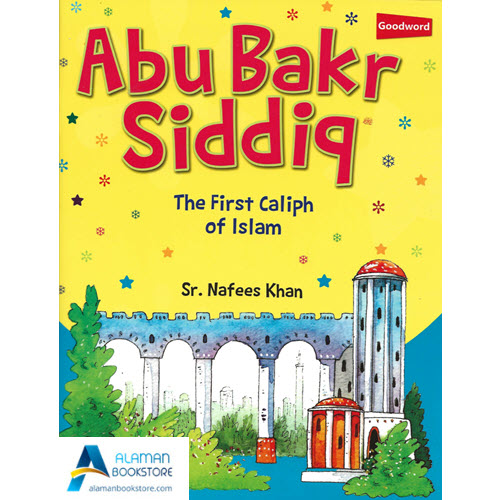 Goodword
Abu Bakr
Siddiq
The First Caliph
of Islam
Sr. Nafees Khan
ALAMAN
BOOKSTORE
alamanbookstore.com